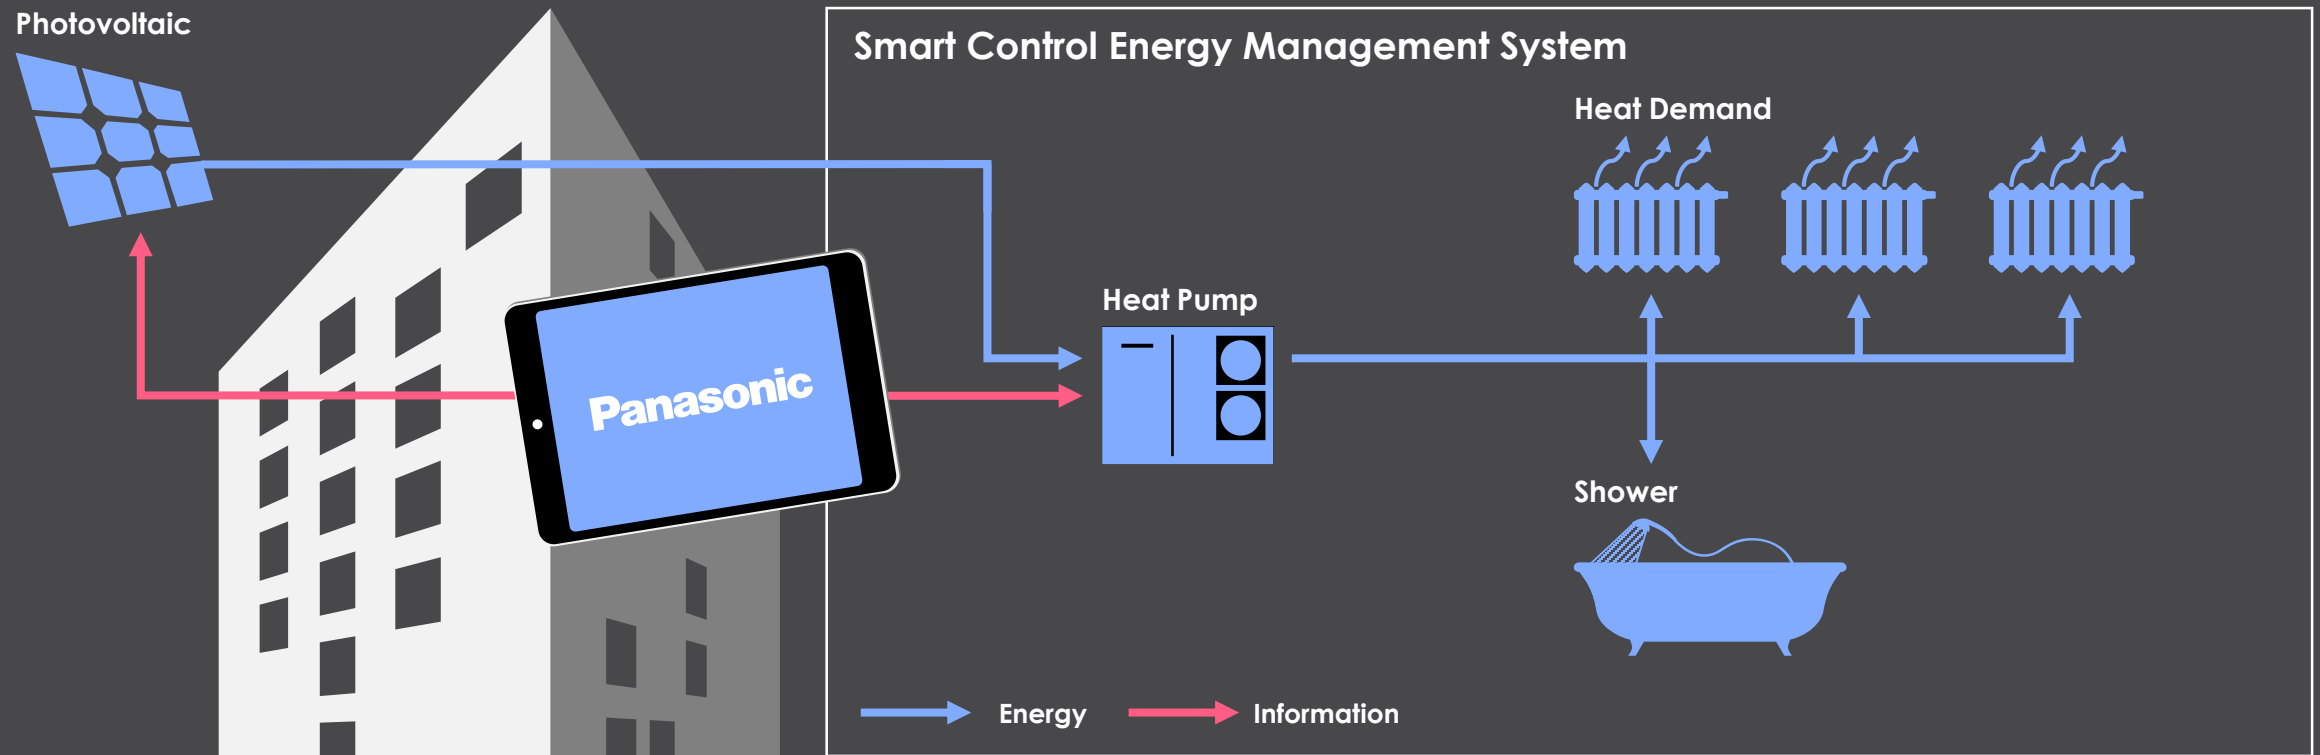 Photovoltaic
Smart Control Energy Management System
Heat Demand
Heat Pump
Panasonic
Shower
Energy
Information